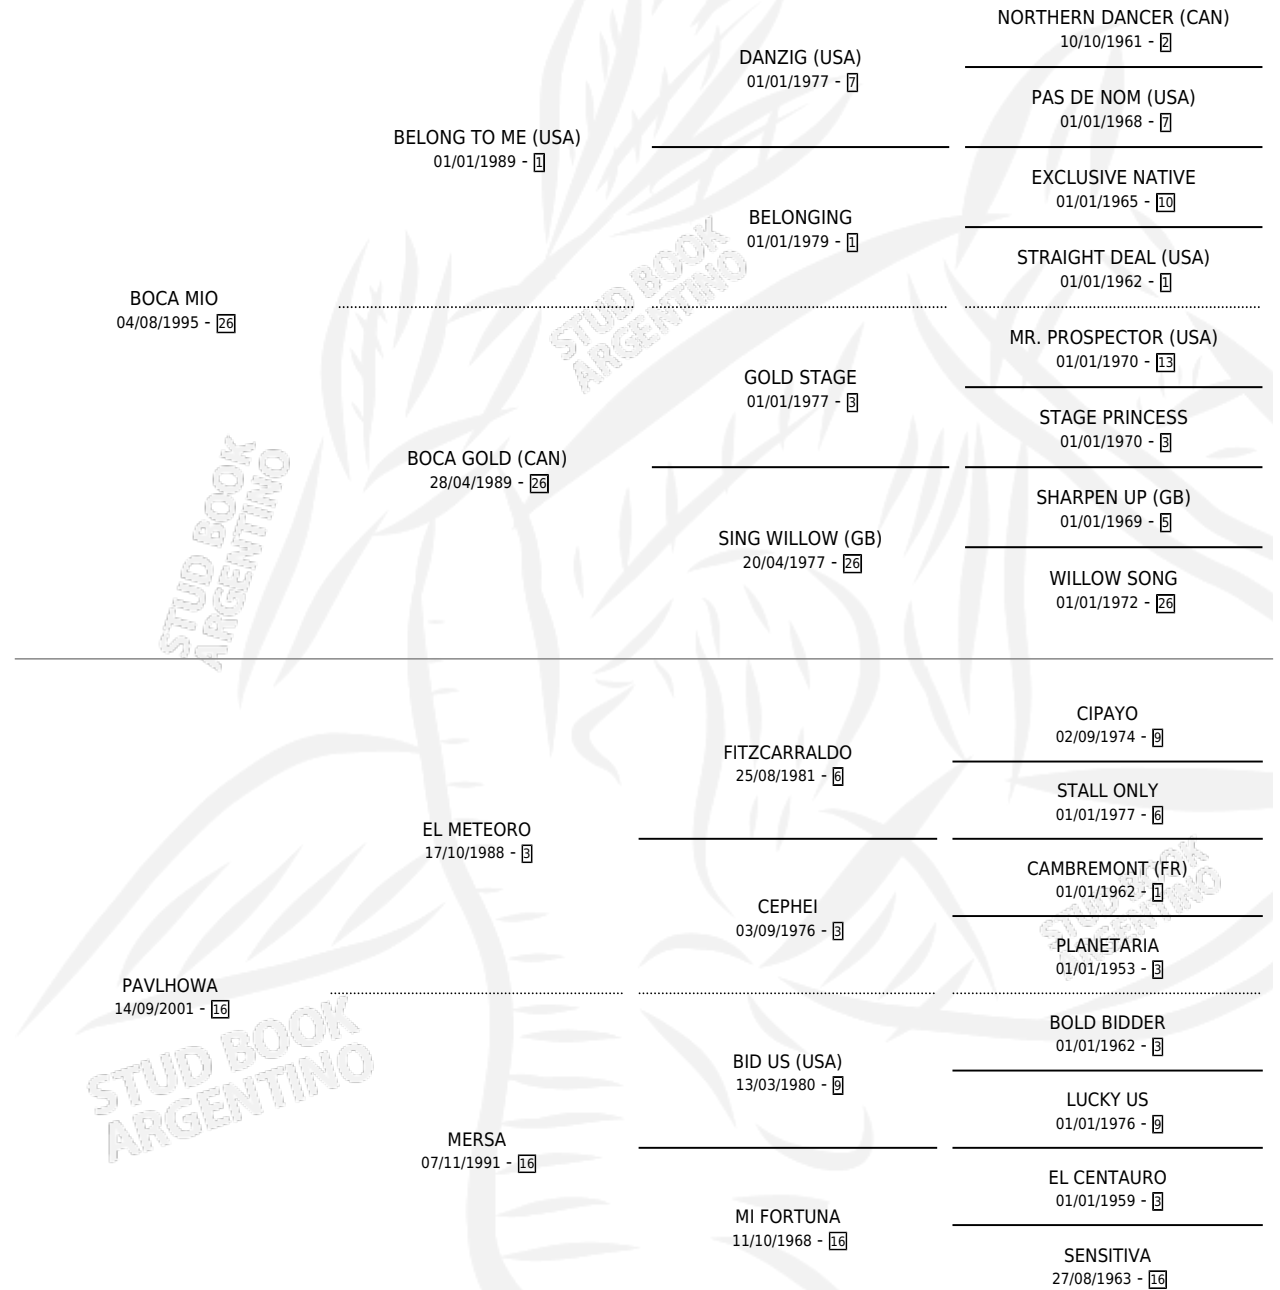 NORTHERN DANCER (CAN)
10/10/1961 - 2
DANZIG (USA)
01/01/1977 - 7
PAS DE NOM (USA)
01/01/1968 - 7
BELONG TO ME (USA)
01/01/1989 - 1
EXCLUSIVE NATIVE
01/01/1965 - 10
BELONGING
01/01/1979 - 1
STRAIGHT DEAL (USA)
01/01/1962 - 1
BOCA MIO
04/08/1995 - 26
MR. PROSPECTOR (USA)
01/01/1970 - 13
GOLD STAGE
01/01/1977 - 3
STAGE PRINCESS
01/01/1970 - 3
BOCA GOLD (CAN)
28/04/1989 - 26
SHARPEN UP (GB)
01/01/1969 - 5
SING WILLOW (GB)
20/04/1977 - 26
WILLOW SONG
01/01/1972 - 26
CIPAYO
02/09/1974 - 9
FITZCARRALDO
25/08/1981 - 6
STALL ONLY
01/01/1977 - 6
EL METEORO
17/10/1988 - 3
CAMBREMONT (FR)
01/01/1962 - 1
CEPHEI
03/09/1976 - 3
PLANETARIA
01/01/1953 - 3
PAVLHOWA
14/09/2001 - 16
BOLD BIDDER
01/01/1962 - 3
BID US (USA)
13/03/1980 - 9
LUCKY US
01/01/1976 - 9
MERSA
07/11/1991 - 16
EL CENTAURO
01/01/1959 - 3
MI FORTUNA
11/10/1968 - 16
SENSITIVA
27/08/1963 - 16
STUD BOOK
ARGENTINO
STUD BOOK
ARGENTINO
STUD BOOK
ARGENTINO
STUD BOOK
ARGENTINO